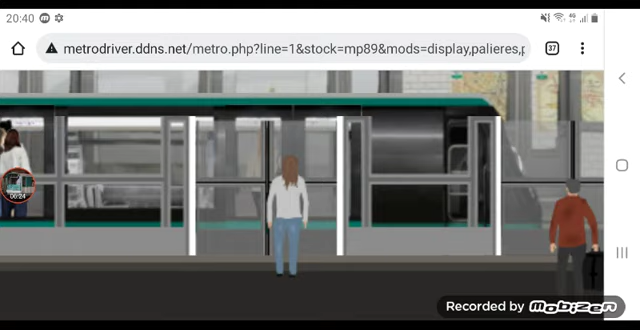 20:40
metrodriver.ddns.net/metro.php?line=1&stock=mp89&mods=display,palieres,p
37
06:24
Recorded by MobiZen